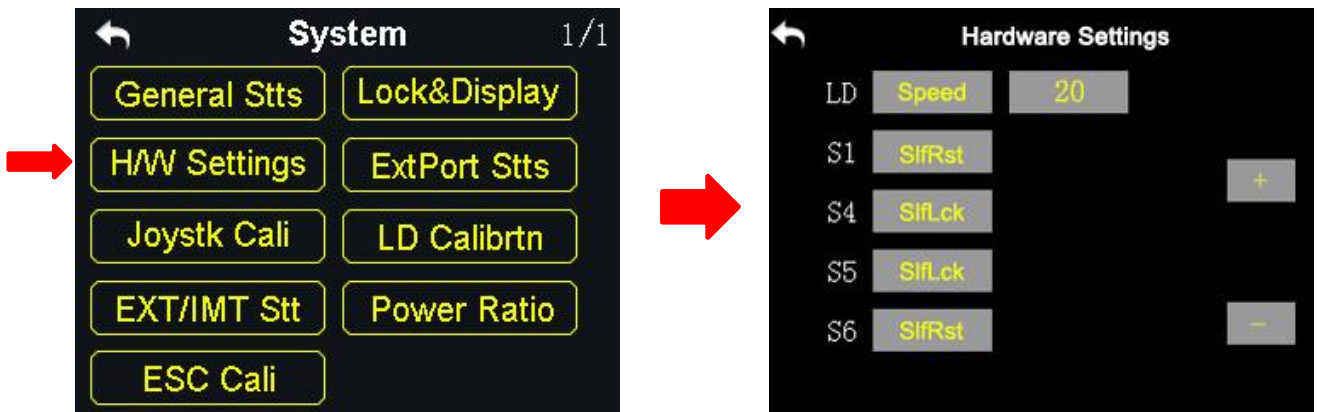 System 1/1
General Stts Lock&Display
H/W Settings ExtPort Stts
Joystk Cali LD Calibrtn
EXT/IMT Stt Power Ratio
ESC Cali
Hardware Settings
LD Speed 20
S1 SlfRst
+
S4 SlfLck
S5 SlfLck
S6 SlfRst −